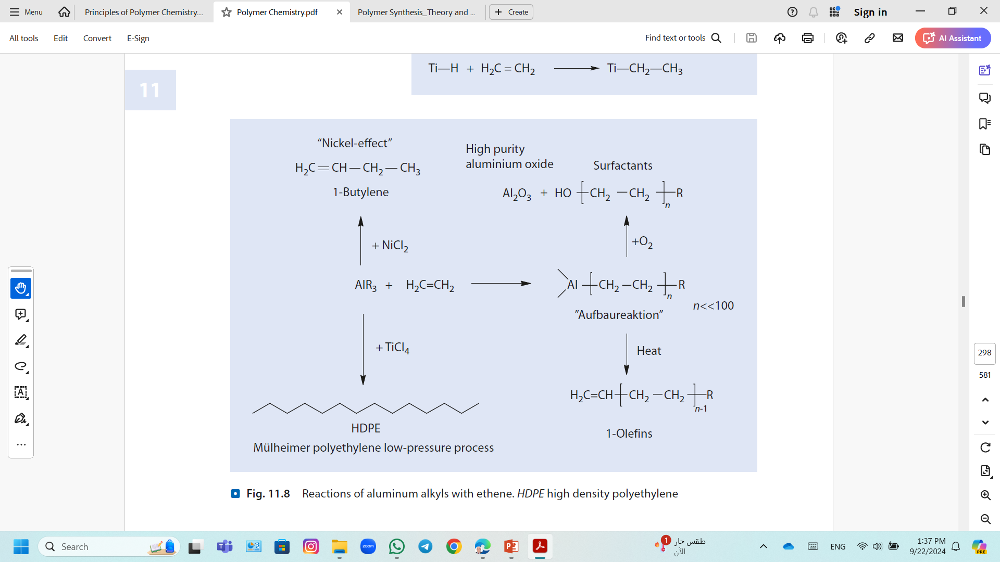 Menu
Principles of Polymer Chemistry....
Polymer Chemistry.pdf
Polymer Synthesis_Theory and ...
Create
Sign in
All tools
Edit
Convert
E-Sign
Find text or tools
AI Assistant
Ti—H + H₂C = CH₂ ⟶ Ti—CH₂—CH₃
11
“Nickel-effect”
H₂C=CH—CH₂—CH₃
1-Butylene
High purity
aluminium oxide
Surfactants
Al₂O₃ + HO [CH₂—CH₂]n R
+ NiCl₂
+O₂
AlR₃ + H₂C=CH₂
Al [CH₂—CH₂]n R
n<<100
”Aufbaureaktion”
+ TiCl₄
Heat
H₂C=CH [CH₂—CH₂]n-1 R
1-Olefins
HDPE
Mülheimer polyethylene low-pressure process
Fig. 11.8 Reactions of aluminum alkyls with ethene. HDPE high density polyethylene
298
581
A
Search
zoom
1
طقس حار
الآن
ENG
1:37 PM
9/22/2024
PRE